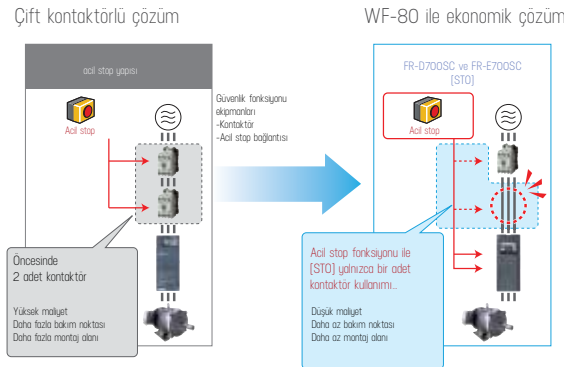 Çift kontaktörlü çözüm
acil stop yapısı
Acil stop
Güvenlik fonksiyonu
ekipmanları
-Kontaktör
-Acil stop bağlantısı
Öncesinde
2 adet kontaktör
Yüksek maliyet
Daha fazla bakım noktası
Daha fazla montaj alanı
WF-80 ile ekonomik çözüm
FR-D700SC ve FR-E700SC
[STO]
Acil stop
Acil stop fonksiyonu ile
[STO] yalnızca bir adet
kontaktör kullanımı...
Düşük maliyet
Daha az bakım noktası
Daha az montaj alanı